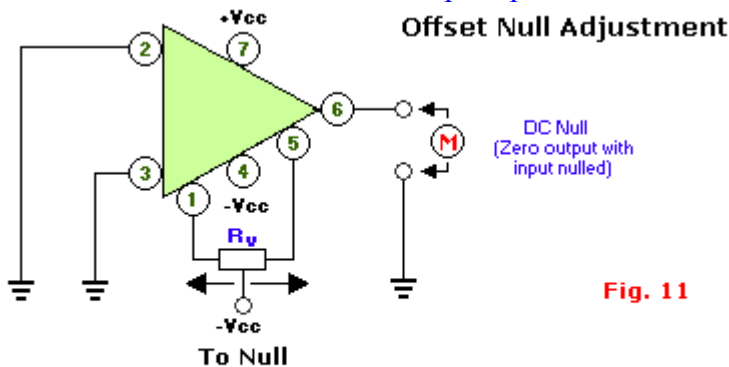 +Vcc
Offset Null Adjustment
2
7
6
DC Null
(Zero output with
input nulled)
M
5
3
4
1
-Vcc
Rv
-Vcc
To Null
Fig. 11